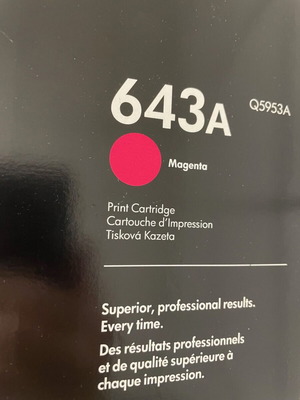 643A Q5953A
Magenta
Print Cartridge
Cartouche d'Impression
Tisková Kazeta
Superior, professional results.
Every time.
Des résultats professionnels
et de qualité supérieure à
chaque impression.